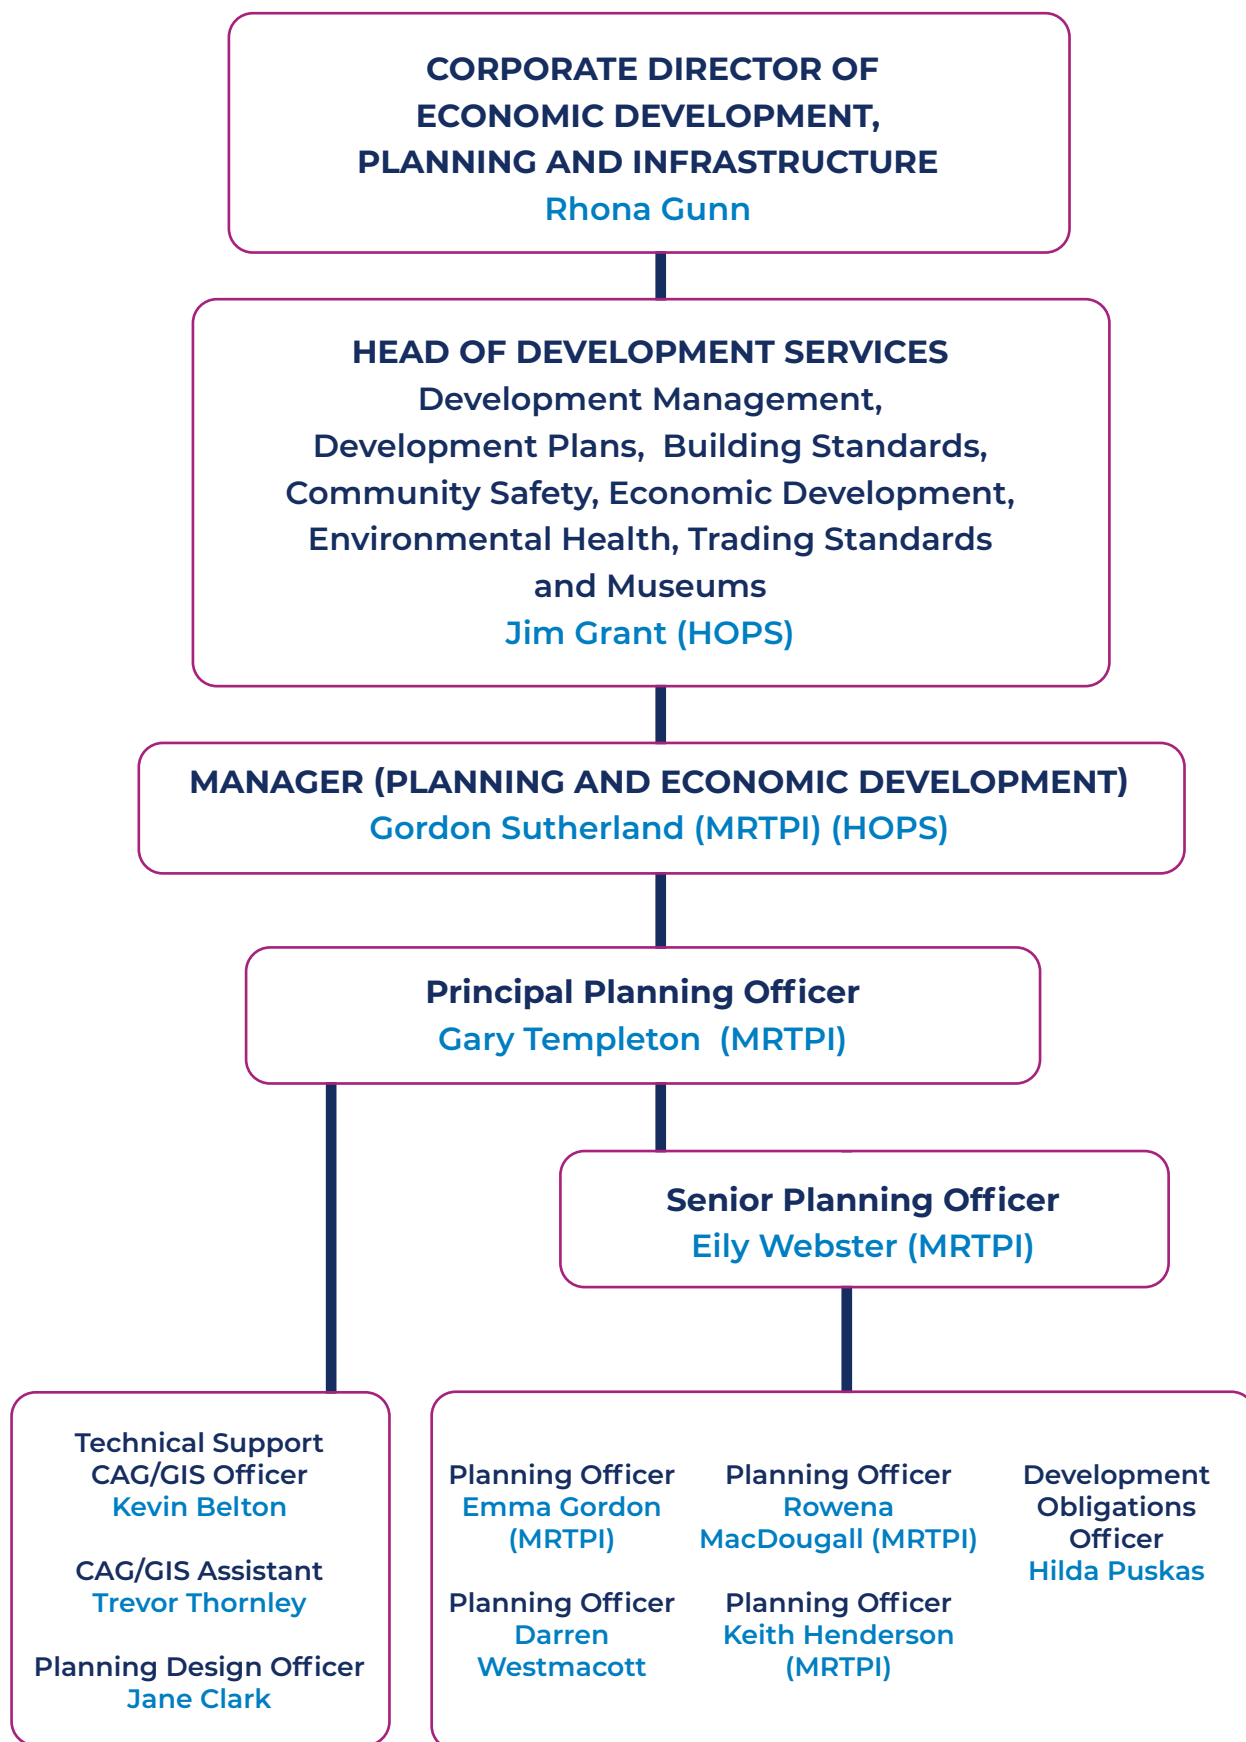 CORPORATE DIRECTOR OF
ECONOMIC DEVELOPMENT,
PLANNING AND INFRASTRUCTURE
Rhona Gunn
HEAD OF DEVELOPMENT SERVICES
Development Management,
Development Plans, Building Standards,
Community Safety, Economic Development,
Environmental Health, Trading Standards
and Museums
Jim Grant (HOPS)
MANAGER (PLANNING AND ECONOMIC DEVELOPMENT)
Gordon Sutherland (MRTPI) (HOPS)
Principal Planning Officer
Gary Templeton (MRTPI)
Senior Planning Officer
Eily Webster (MRTPI)
Technical Support
CAG/GIS Officer
Kevin Belton
CAG/GIS Assistant
Trevor Thornley
Planning Design Officer
Jane Clark
Planning Officer
Emma Gordon
(MRTPI)
Planning Officer
Darren
Westmacott
Planning Officer
Rowena
MacDougall (MRTPI)
Planning Officer
Keith Henderson
(MRTPI)
Development
Obligations
Officer
Hilda Puskas